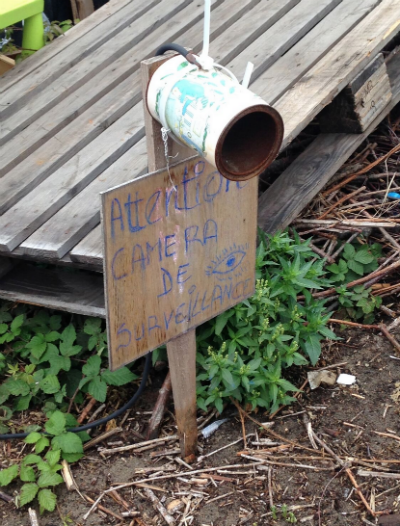 Attention
CAMERA
DE
SURVEILLANCE